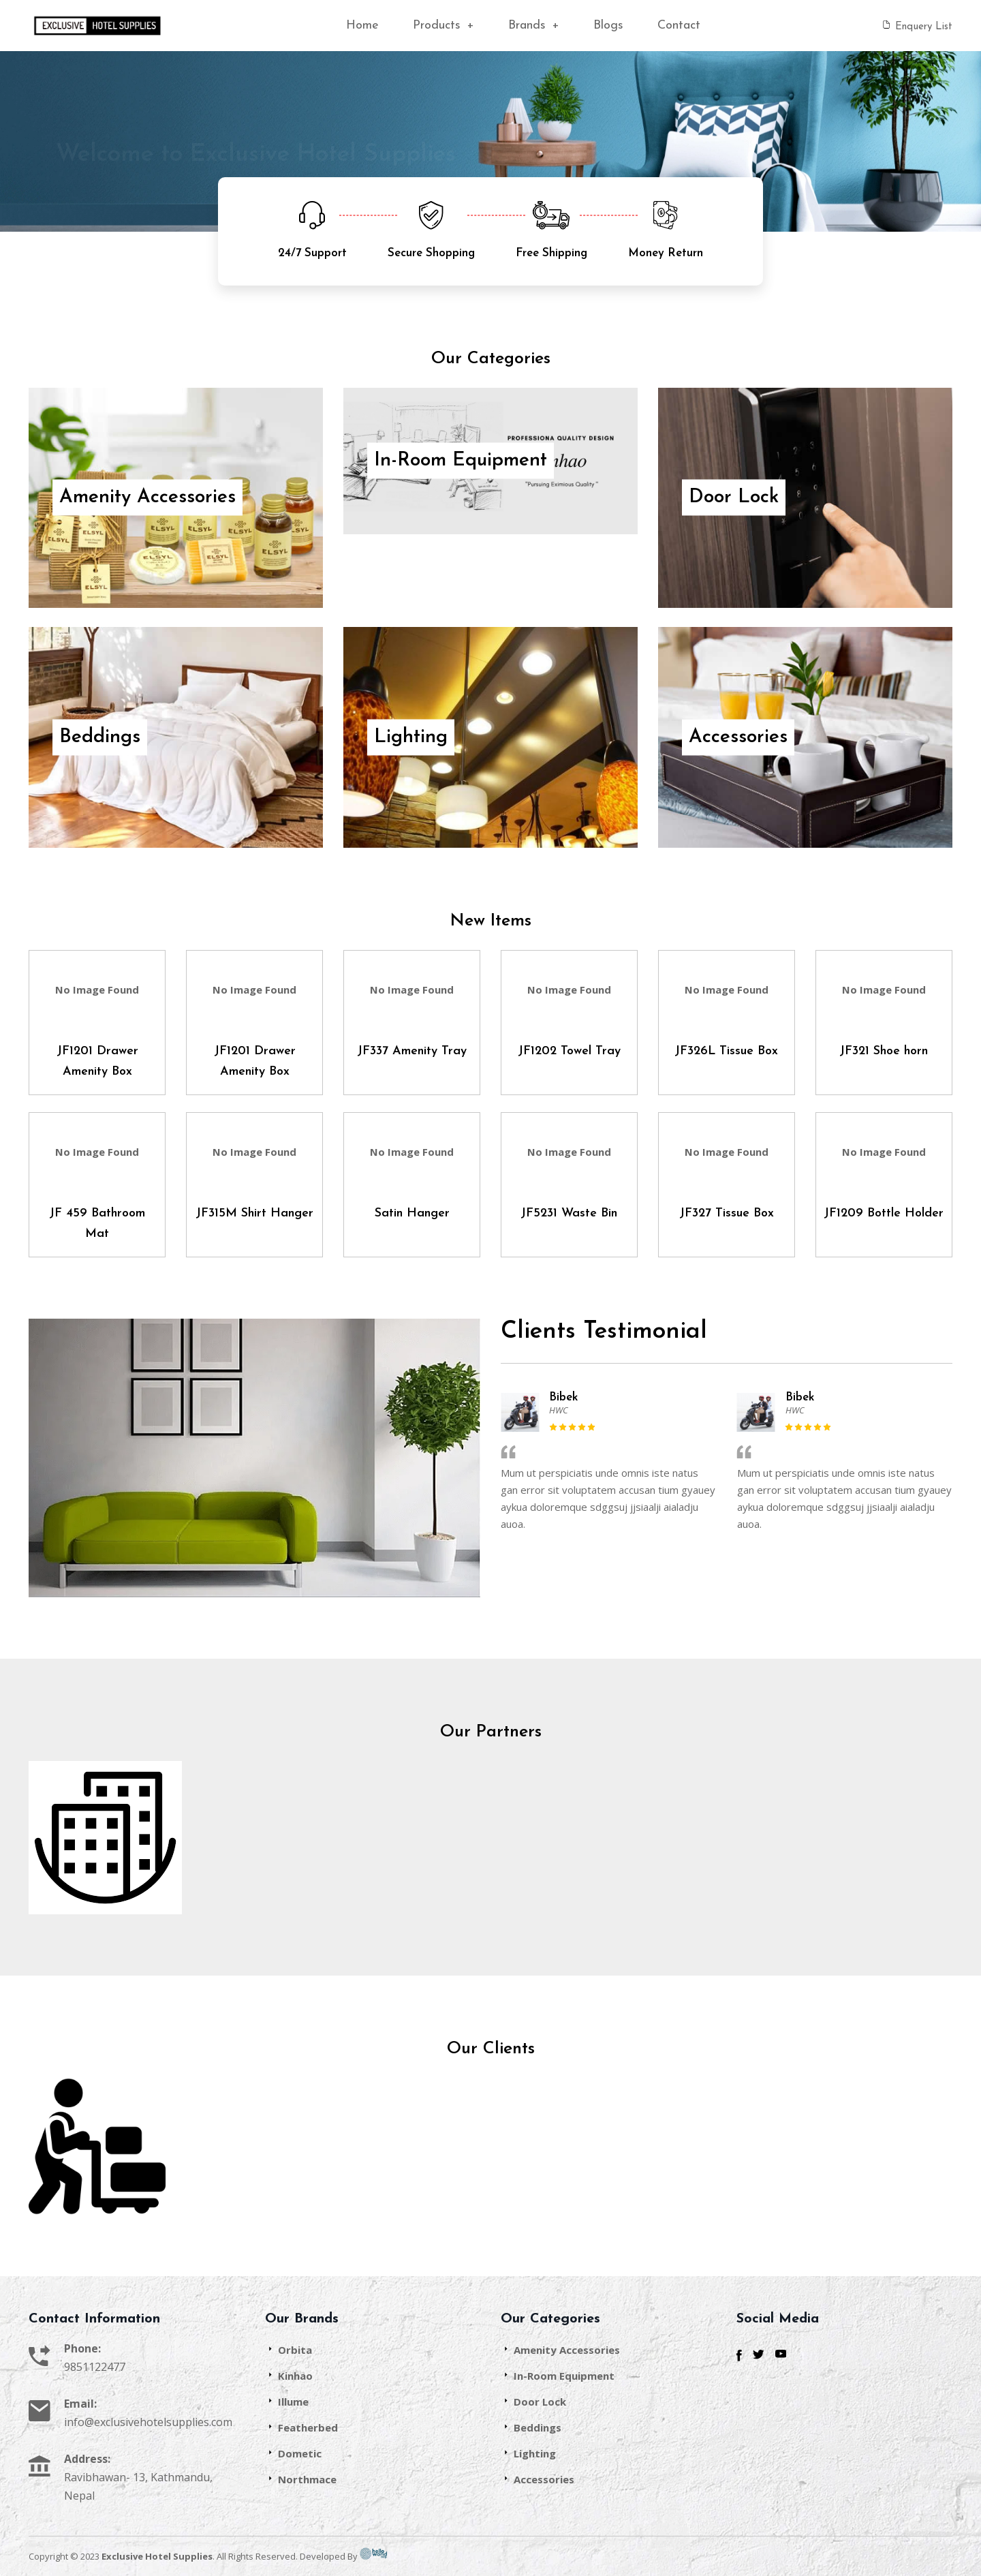 EXCLUSIVE HOTEL SUPPLIES
Home
Products +
Brands +
Blogs
Contact
Enquery List
Welcome to Exclusive Hotel Supplies
24/7 Support
Secure Shopping
Free Shipping
Money Return
Our Categories
ELSYL
Amenity Accessories
PROFESSIONA QUALITY DESIGN
In-Room Equipment
"Pursuing Eximious Quality"
Door Lock
Beddings
Lighting
Accessories
New Items
No Image Found
No Image Found
No Image Found
No Image Found
No Image Found
No Image Found
JF1201 Drawer
Amenity Box
JF1201 Drawer
Amenity Box
JF337 Amenity Tray
JF1202 Towel Tray
JF326L Tissue Box
JF321 Shoe horn
No Image Found
No Image Found
No Image Found
No Image Found
No Image Found
No Image Found
JF 459 Bathroom
Mat
JF315M Shirt Hanger
Satin Hanger
JF5231 Waste Bin
JF327 Tissue Box
JF1209 Bottle Holder
Clients Testimonial
Bibek
HWC
Mum ut perspiciatis unde omnis iste natus
gan error sit voluptatem accusan tium gyauey
aykua doloremque sdggsuj jjsiaalji aialadju
auoa.
Bibek
HWC
Mum ut perspiciatis unde omnis iste natus
gan error sit voluptatem accusan tium gyauey
aykua doloremque sdggsuj jjsiaalji aialadju
auoa.
Our Partners
Our Clients
Contact Information
Phone:
9851122477
Email:
info@exclusivehotelsupplies.com
Address:
Ravibhawan- 13, Kathmandu,
Nepal
Our Brands
Orbita
Kinhao
Illume
Featherbed
Dometic
Northmace
Our Categories
Amenity Accessories
In-Room Equipment
Door Lock
Beddings
Lighting
Accessories
Social Media
Copyright © 2023 Exclusive Hotel Supplies. All Rights Reserved. Developed By